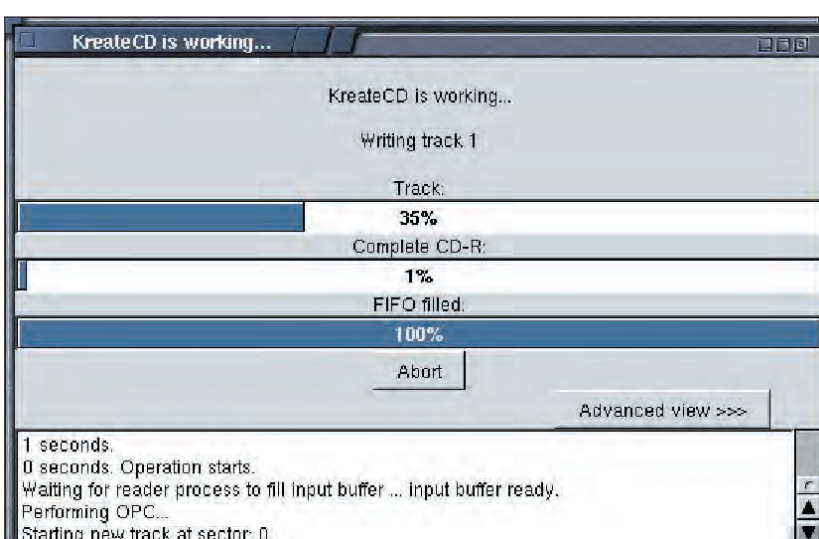 KreateCD is working...
KreateCD is working...
Writing track 1
Track:
35%
Complete CD-R:
1%
FIFO filled:
100%
Abort
Advanced view >>>
1 seconds.
0 seconds. Operation starts.
Waiting for reader process to fill input buffer ... input buffer ready.
Performing OPC...
Starting new track at sector: 0